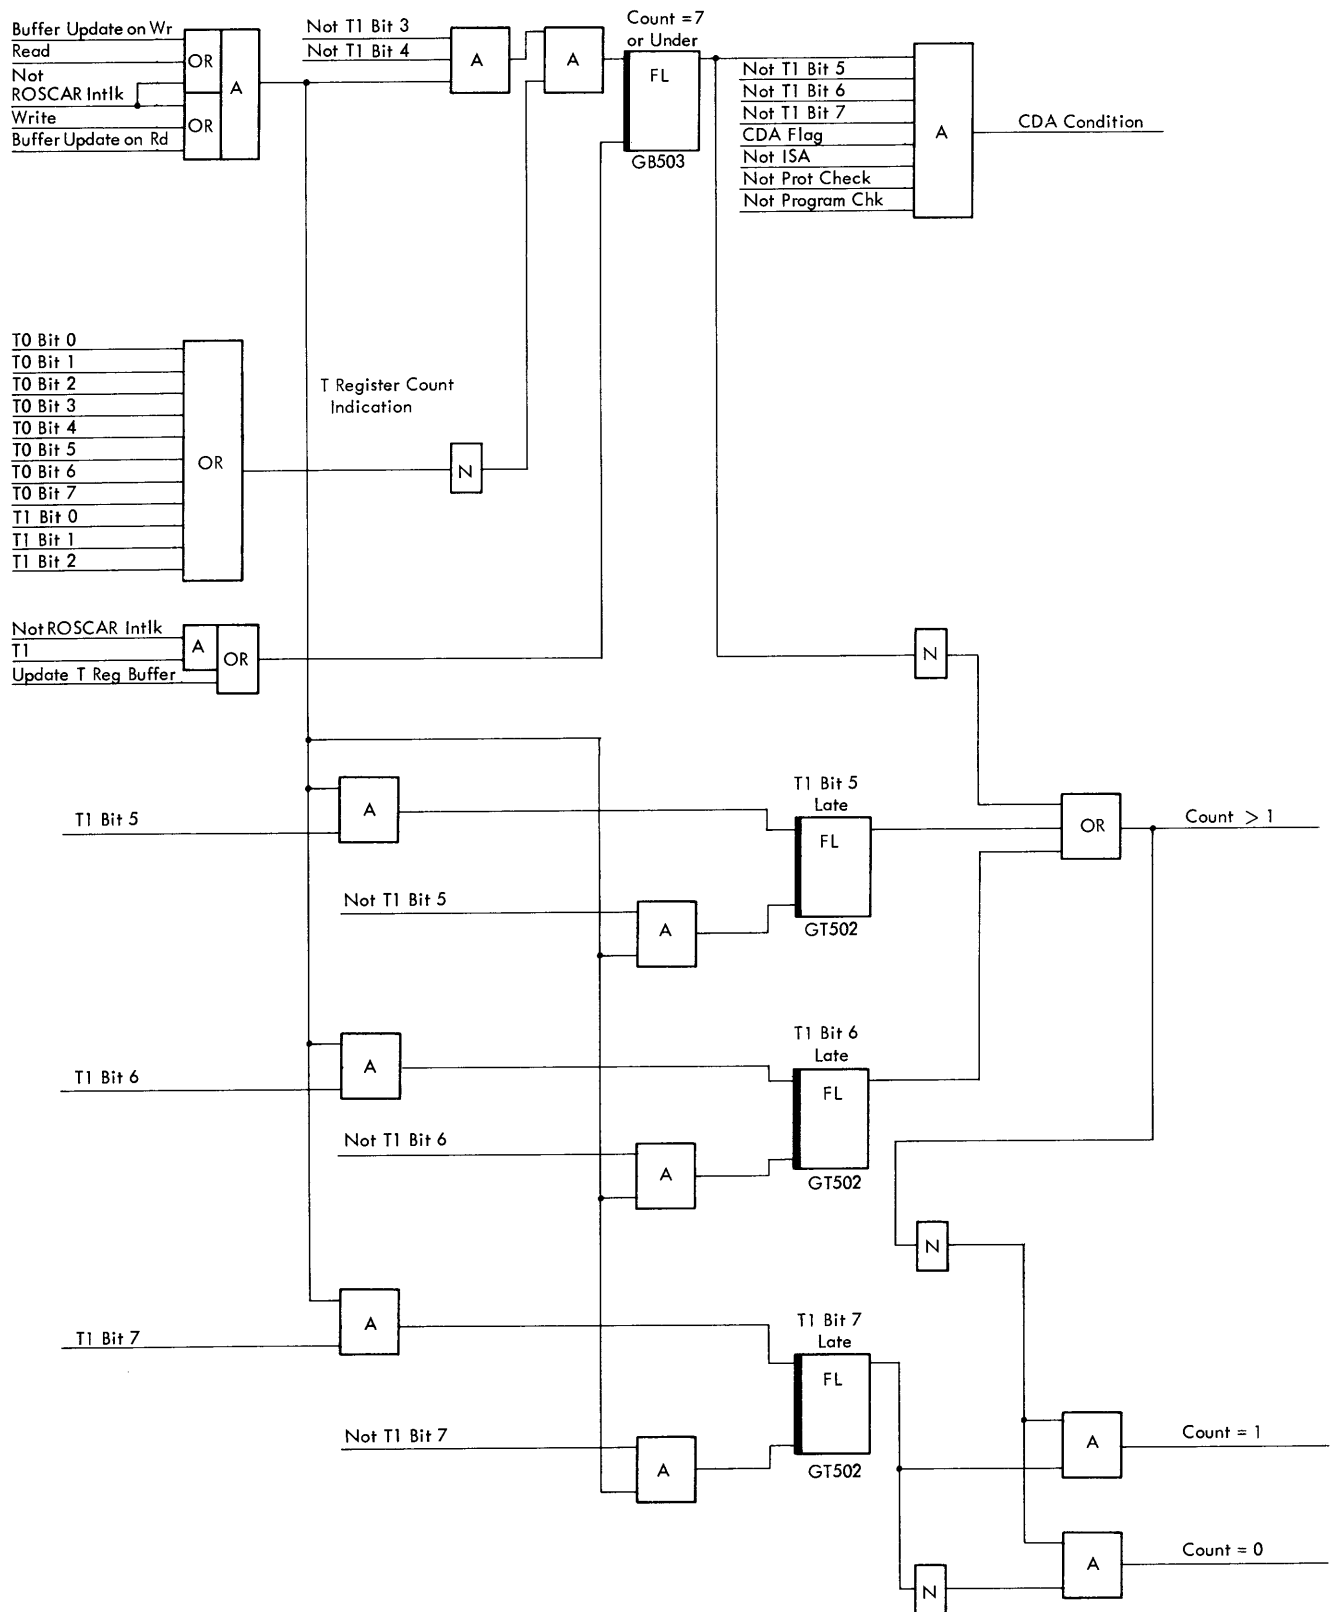 Buffer Update on Wr
Read
Not
ROSCAR Intlk
Write
Buffer Update on Rd
OR
OR
A
Not T1 Bit 3
Not T1 Bit 4
A
A
Count =7
or Under
FL
GB503
Not T1 Bit 5
Not T1 Bit 6
Not T1 Bit 7
CDA Flag
Not ISA
Not Prot Check
Not Program Chk
A
CDA Condition
T0 Bit 0
T0 Bit 1
T0 Bit 2
T0 Bit 3
T0 Bit 4
T0 Bit 5
T0 Bit 6
T0 Bit 7
T1 Bit 0
T1 Bit 1
T1 Bit 2
OR
T Register Count
Indication
N
Not ROSCAR Intlk
T1
Update T Reg Buffer
A
OR
N
T1 Bit 5
A
Not T1 Bit 5
A
T1 Bit 5
Late
FL
GT502
OR
Count > 1
T1 Bit 6
A
Not T1 Bit 6
A
T1 Bit 6
Late
FL
GT502
N
T1 Bit 7
A
Not T1 Bit 7
A
T1 Bit 7
Late
FL
GT502
A
Count = 1
N
A
Count = 0